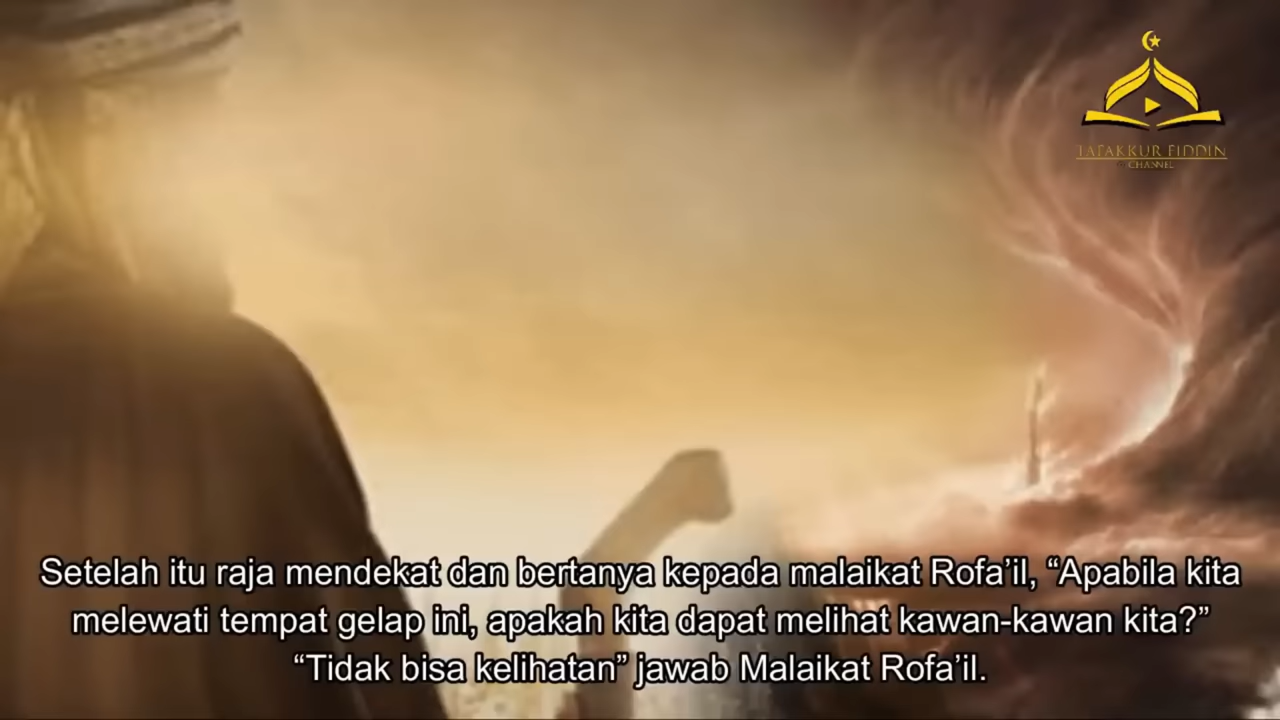 TAFAKKUR FIDDIN
CHANNEL
Setelah itu raja mendekat dan bertanya kepada malaikat Rofa’il, “Apabila kita
melewati tempat gelap ini, apakah kita dapat melihat kawan-kawan kita?”
“Tidak bisa kelihatan” jawab Malaikat Rofa’il.